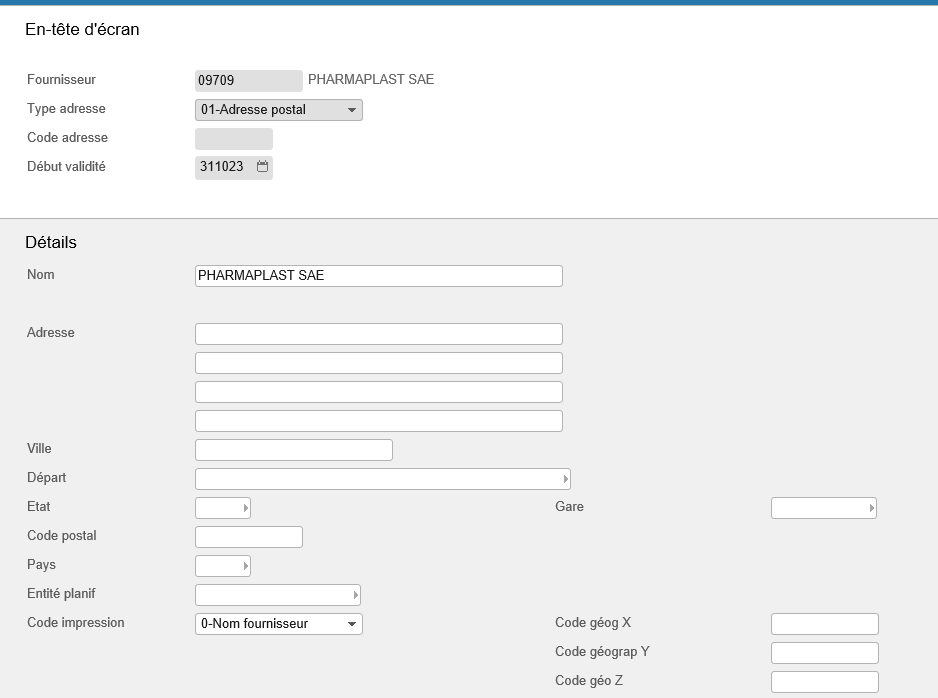 En-tête d'écran
Fournisseur 09709 PHARMAPLAST SAE
Type adresse 01-Adresse postal
Code adresse
Début validité 311023
Détails
Nom PHARMAPLAST SAE
Adresse
Ville
Départ
Etat Gare
Code postal
Pays
Entité planif
Code impression 0-Nom fournisseur Code géog X
Code géograp Y
Code géo Z